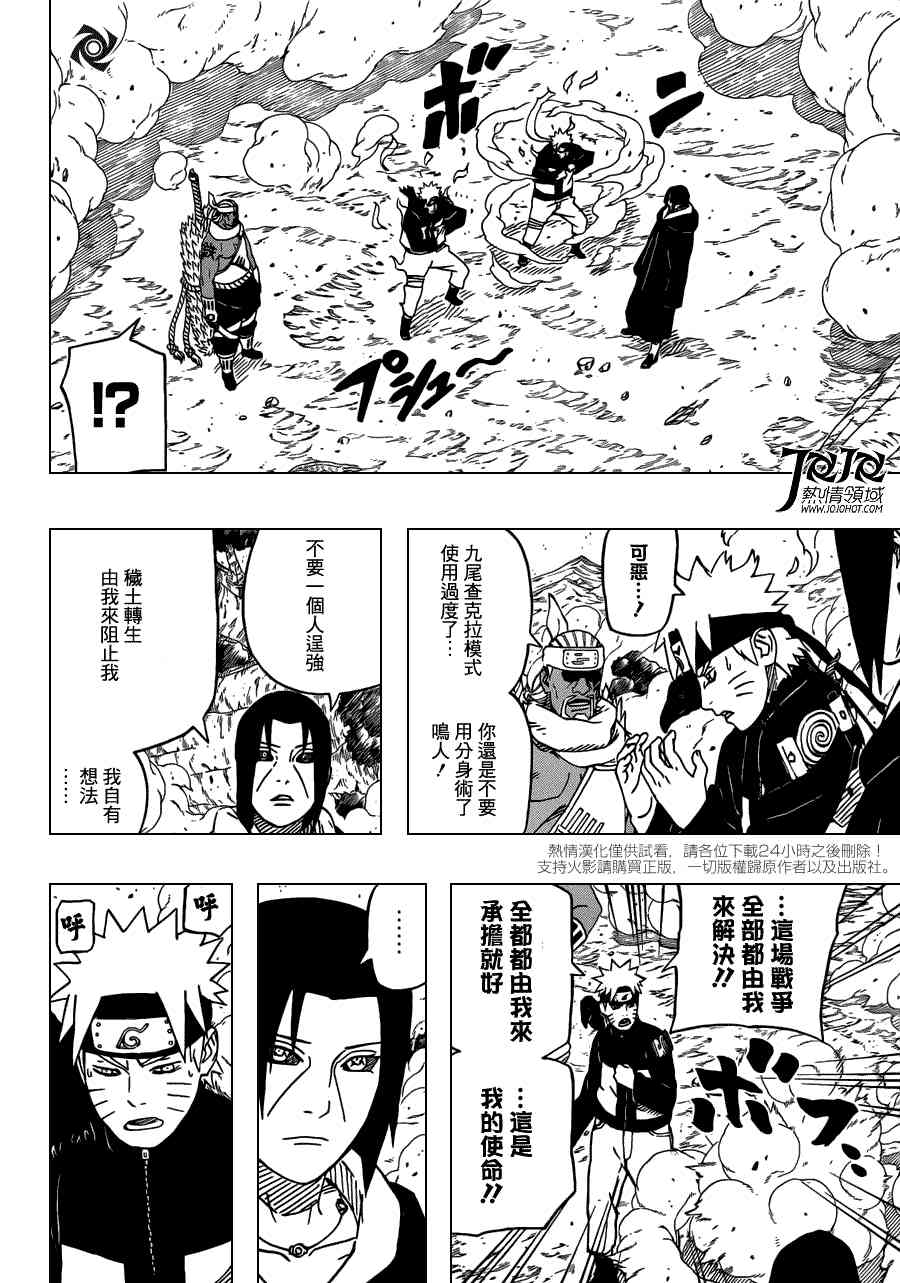 ボ
ン
プシュー〜
!?
JOJO
熱情領域
WWW.JOJOHOT.COM
可惡…！
九尾查克拉模式
使用過度了…
你還是不要
用分身術了
鳴人！
不要一個人逞強
穢土轉生
由我來阻止我
我自有
想法
……
熱情漢化僅供試看，請各位下載24小時之後刪除！
支持火影請購買正版，一切版權歸原作者以及出版社。
…這場戰爭
全部都由我
來解決!!
全都都由我來
承擔就好
…這是
我的使命!!
ボフッ
……
呼
呼